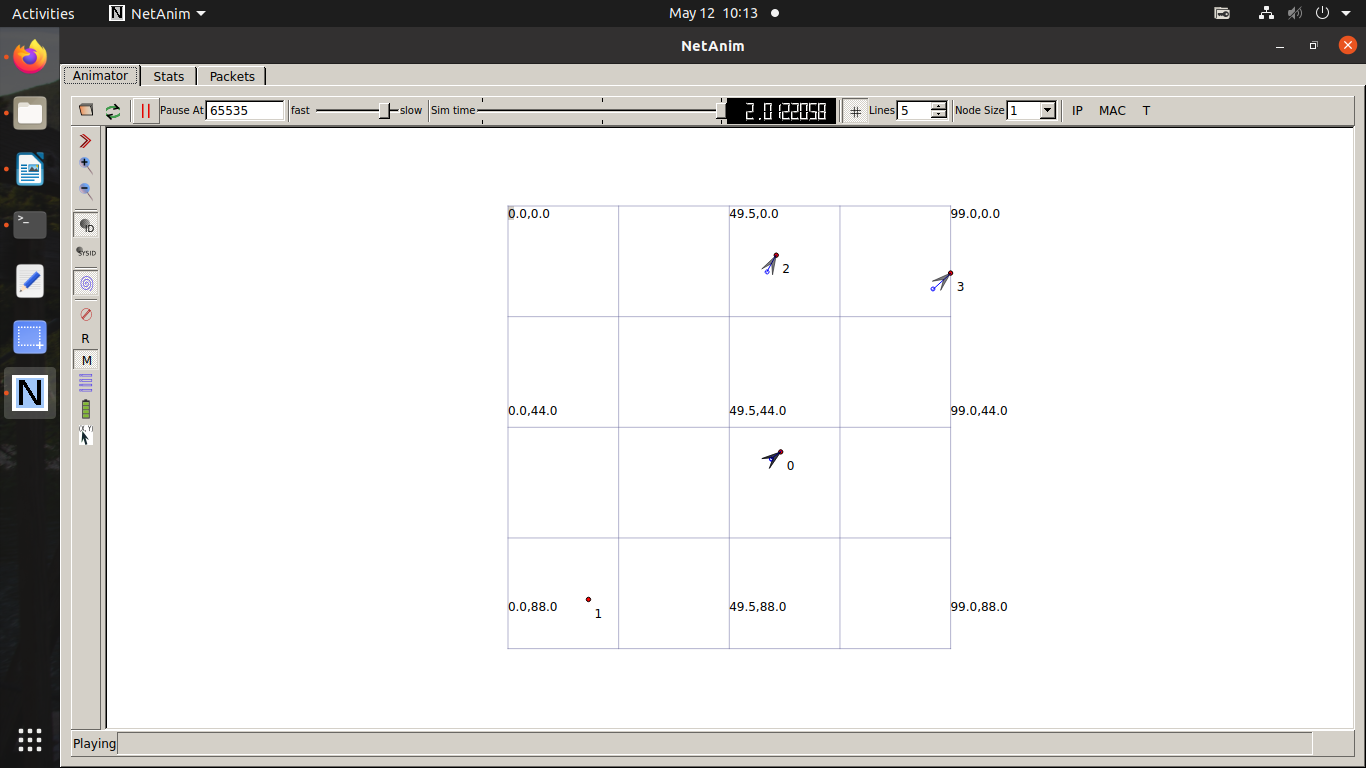 Activities NetAnim May 12 10:13
NetAnim
Animator Stats Packets
Pause At 65535 fast slow Sim time 2.0122058 Lines 5 Node Size 1 IP MAC T
ID
SYSID
R
M
(X,Y)
0.0,0.0 49.5,0.0 99.0,0.0
2
3
0.0,44.0 49.5,44.0 99.0,44.0
0
0.0,88.0 49.5,88.0 99.0,88.0
1
N
Playing